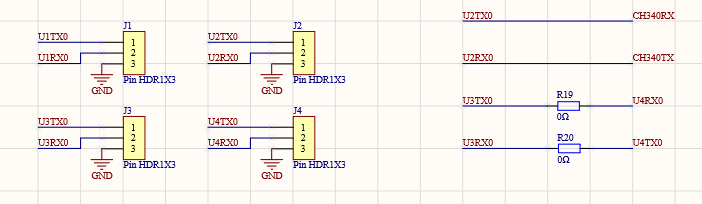 J1
U1TX0
1
U1RX0
2
3
GND
Pin HDR1X3
J2
U2TX0
1
U2RX0
2
3
GND
Pin HDR1X3
J3
U3TX0
1
U3RX0
2
3
GND
Pin HDR1X3
J4
U4TX0
1
U4RX0
2
3
GND
Pin HDR1X3
U2TX0 CH340RX
U2RX0 CH340TX
R19
U3TX0 U4RX0
0Ω
R20
U3RX0 U4TX0
0Ω